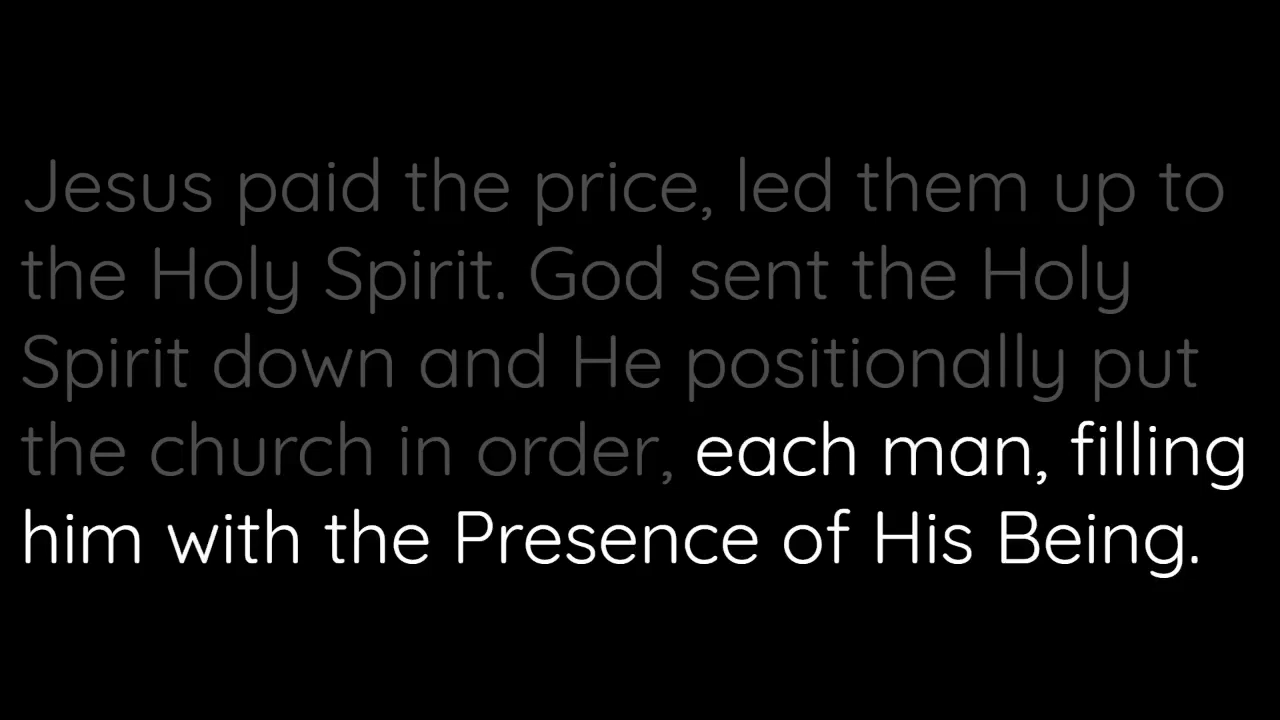 Jesus paid the price, led them up to
the Holy Spirit. God sent the Holy
Spirit down and He positionally put
the church in order, each man, filling
him with the Presence of His Being.